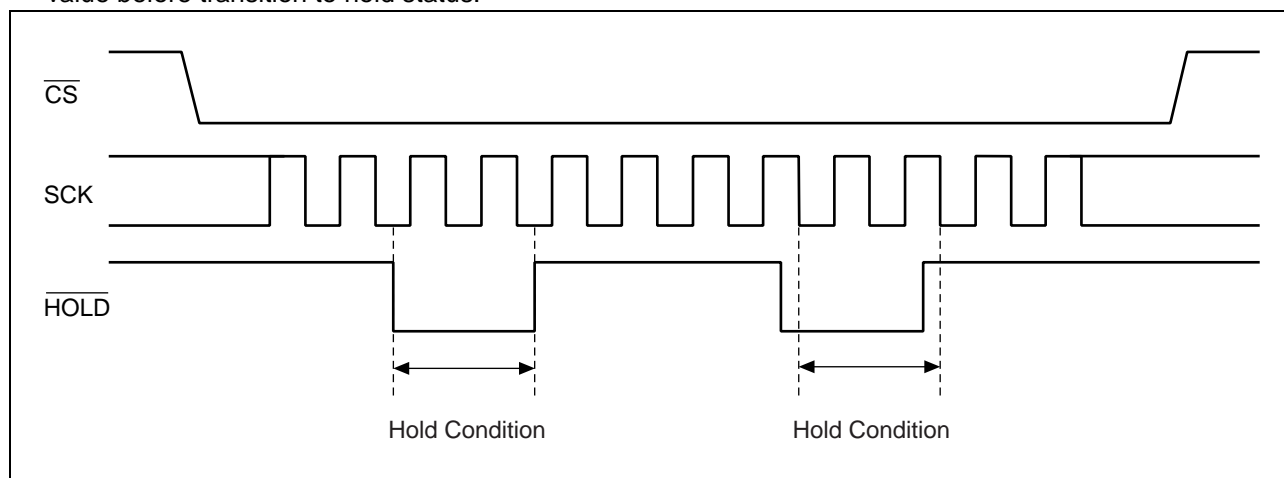 value before transition to hold status.
CS
SCK
HOLD
Hold Condition
Hold Condition